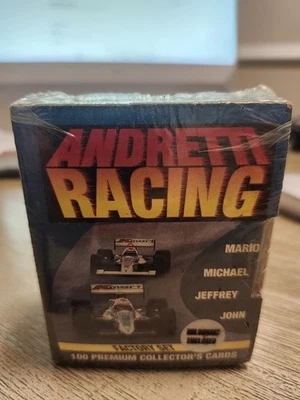 ANDRETTI
RACING
MARIO
MICHAEL
JEFFREY
JOHN
FACTORY SET
100 PREMIUM COLLECTOR'S CARDS